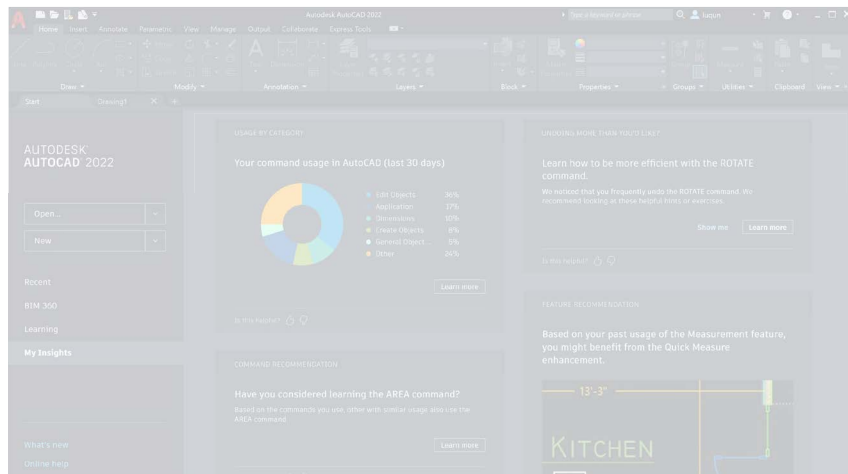 Autodesk AutoCAD 2022
Type a keyword or phrase
Home Insert Annotate Parametric View Manage Output Collaborate Express Tools
Draw Modify Annotation Layers Block Properties Groups Utilities Clipboard View
Start Drawing1
AUTODESK
AUTOCAD 2022
Open...
New
Recent
BIM 360
Learning
My Insights
What's new
Online help
USAGE BY CATEGORY
Your command usage in AutoCAD (last 30 days)
Edit Objects 36%
Application 17%
Dimensions 10%
Create Objects 8%
General Object... 5%
Other 24%
Learn more
Is this helpful?
COMMAND RECOMMENDATION
Have you considered learning the AREA command?
Based on the commands you use, other with similar usage also use the
AREA command
Learn more
UNDOING MORE THAN YOU'D LIKE?
Learn how to be more efficient with the ROTATE
command.
We noticed that you frequently undo the ROTATE command. We
recommend looking at these helpful hints or exercises.
Show me Learn more
Is this helpful?
FEATURE RECOMMENDATION
Based on your past usage of the Measurement feature,
you might benefit from the Quick Measure
enhancement.
13'-3"
KITCHEN